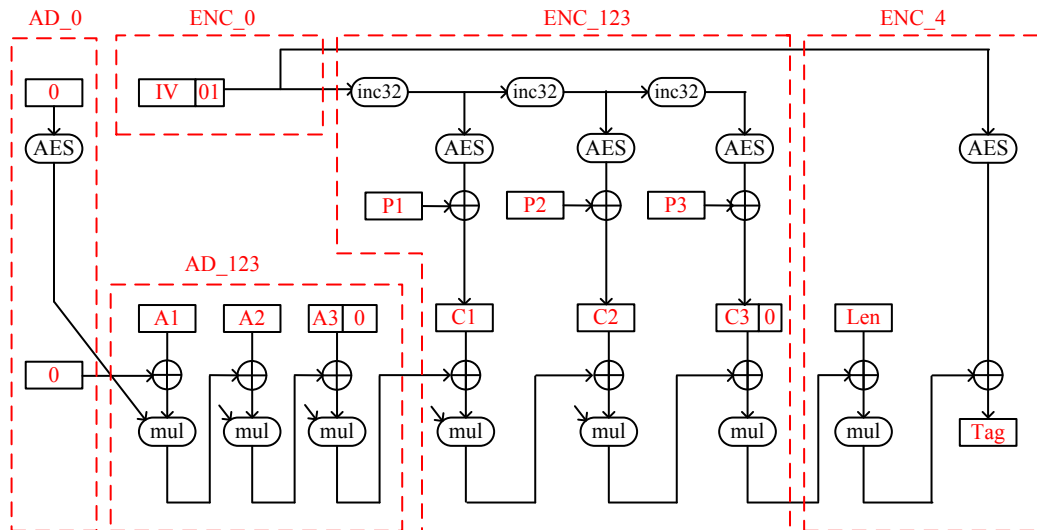 AD_0 ENC_0 ENC_123 ENC_4
0 IV 01 inc32 inc32 inc32
AES AES AES AES AES
P1 P2 P3
AD_123
A1 A2 A3 0 C1 C2 C3 0 Len
0
mul mul mul mul mul mul mul Tag